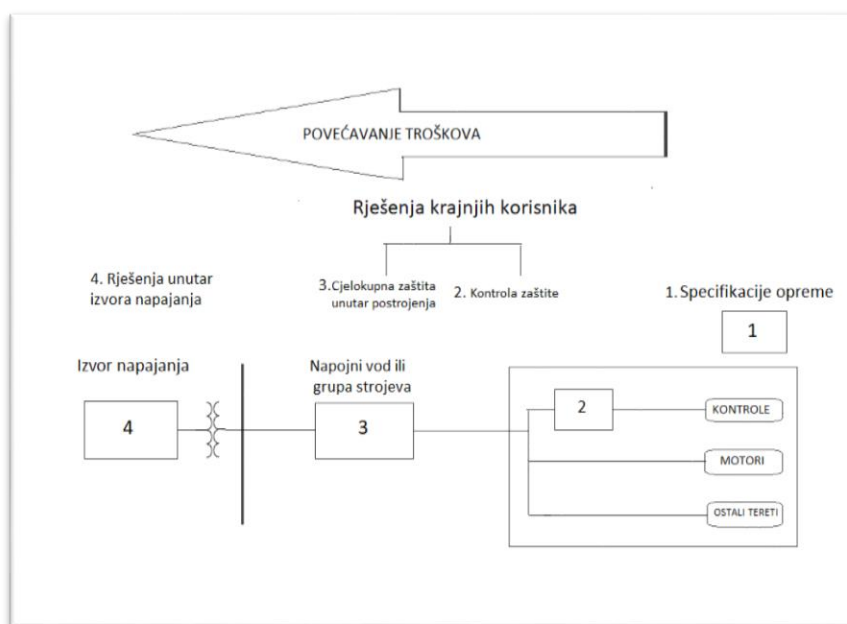 POVEĆAVANJE TROŠKOVA
Rješenja krajnjih korisnika
4. Rješenja unutar
izvora napajanja
3.Cjelokupna zaštita
unutar postrojenja
2. Kontrola zaštite
1. Specifikacije opreme
1
Izvor napajanja
4
Napojni vod ili
grupa strojeva
3
2
KONTROLE
MOTORI
OSTALI TERETI